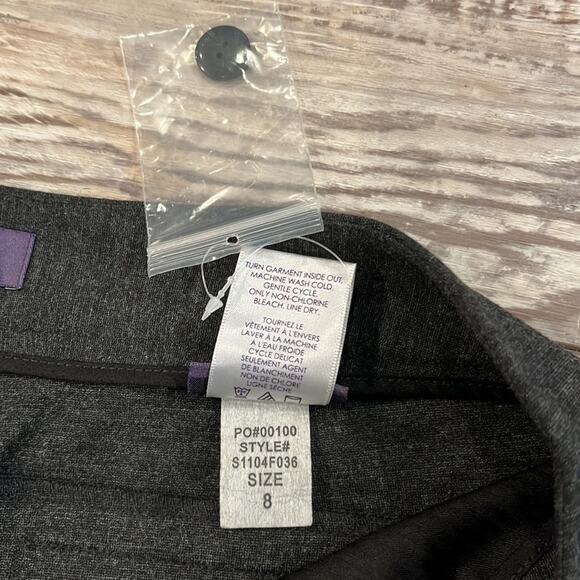 TURN GARMENT INSIDE OUT.
MACHINE WASH COLD.
GENTLE CYCLE.
ONLY NON-CHLORINE
BLEACH. LINE DRY.
TOURNEZ LE
VÊTEMENT À L'ENVERS
LAVER A LA MACHINE
A L'EAU FROIDE
CYCLE DÉLICAT
SEULEMENT AGENT
DE BLANCHIMENT
NON DE CHLORE
LIGNE SÈCHE
PO#00100
STYLE#
S1104F036
SIZE
8